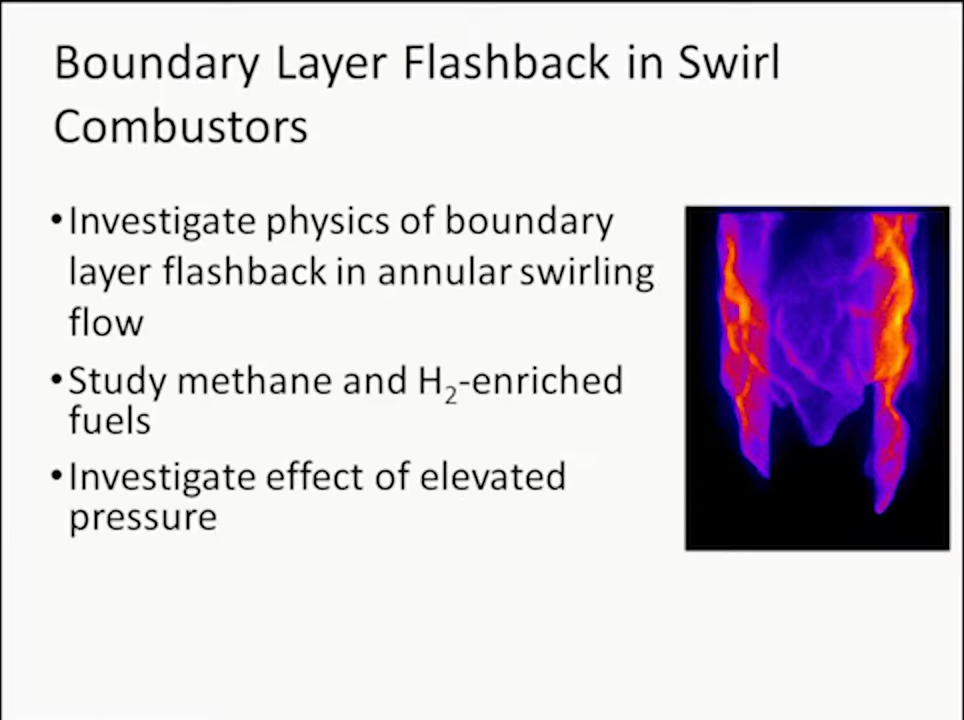 Boundary Layer Flashback in Swirl
Combustors
•Investigate physics of boundary
layer flashback in annular swirling
flow
•Study methane and H₂-enriched
fuels
•Investigate effect of elevated
pressure